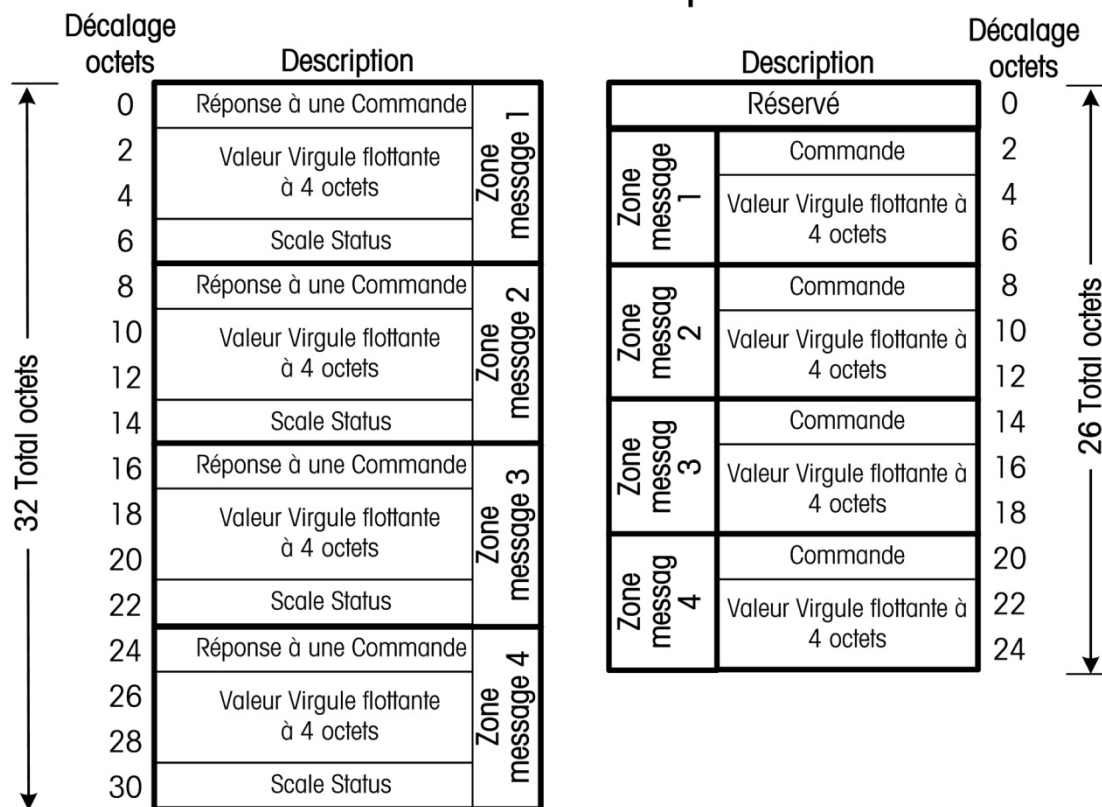 Décalage
octets
Description
0
Réponse à une Commande
2
Valeur Virgule flottante
à 4 octets
4
6
Scale Status
Zone
message 1
8
Réponse à une Commande
10
Valeur Virgule flottante
à 4 octets
12
14
Scale Status
Zone
message 2
16
Réponse à une Commande
18
Valeur Virgule flottante
à 4 octets
20
22
Scale Status
Zone
message 3
24
Réponse à une Commande
26
Valeur Virgule flottante
à 4 octets
28
30
Scale Status
Zone
message 4
32 Total octets
Description
Décalage
octets
Réservé
0
Zone
message
1
Commande
2
Valeur Virgule flottante à
4 octets
4
6
Zone
messag
2
Commande
8
Valeur Virgule flottante à
4 octets
10
12
Zone
messag
3
Commande
14
Valeur Virgule flottante à
4 octets
16
18
Zone
messag
4
Commande
20
Valeur Virgule flottante à
4 octets
22
24
26 Total octets